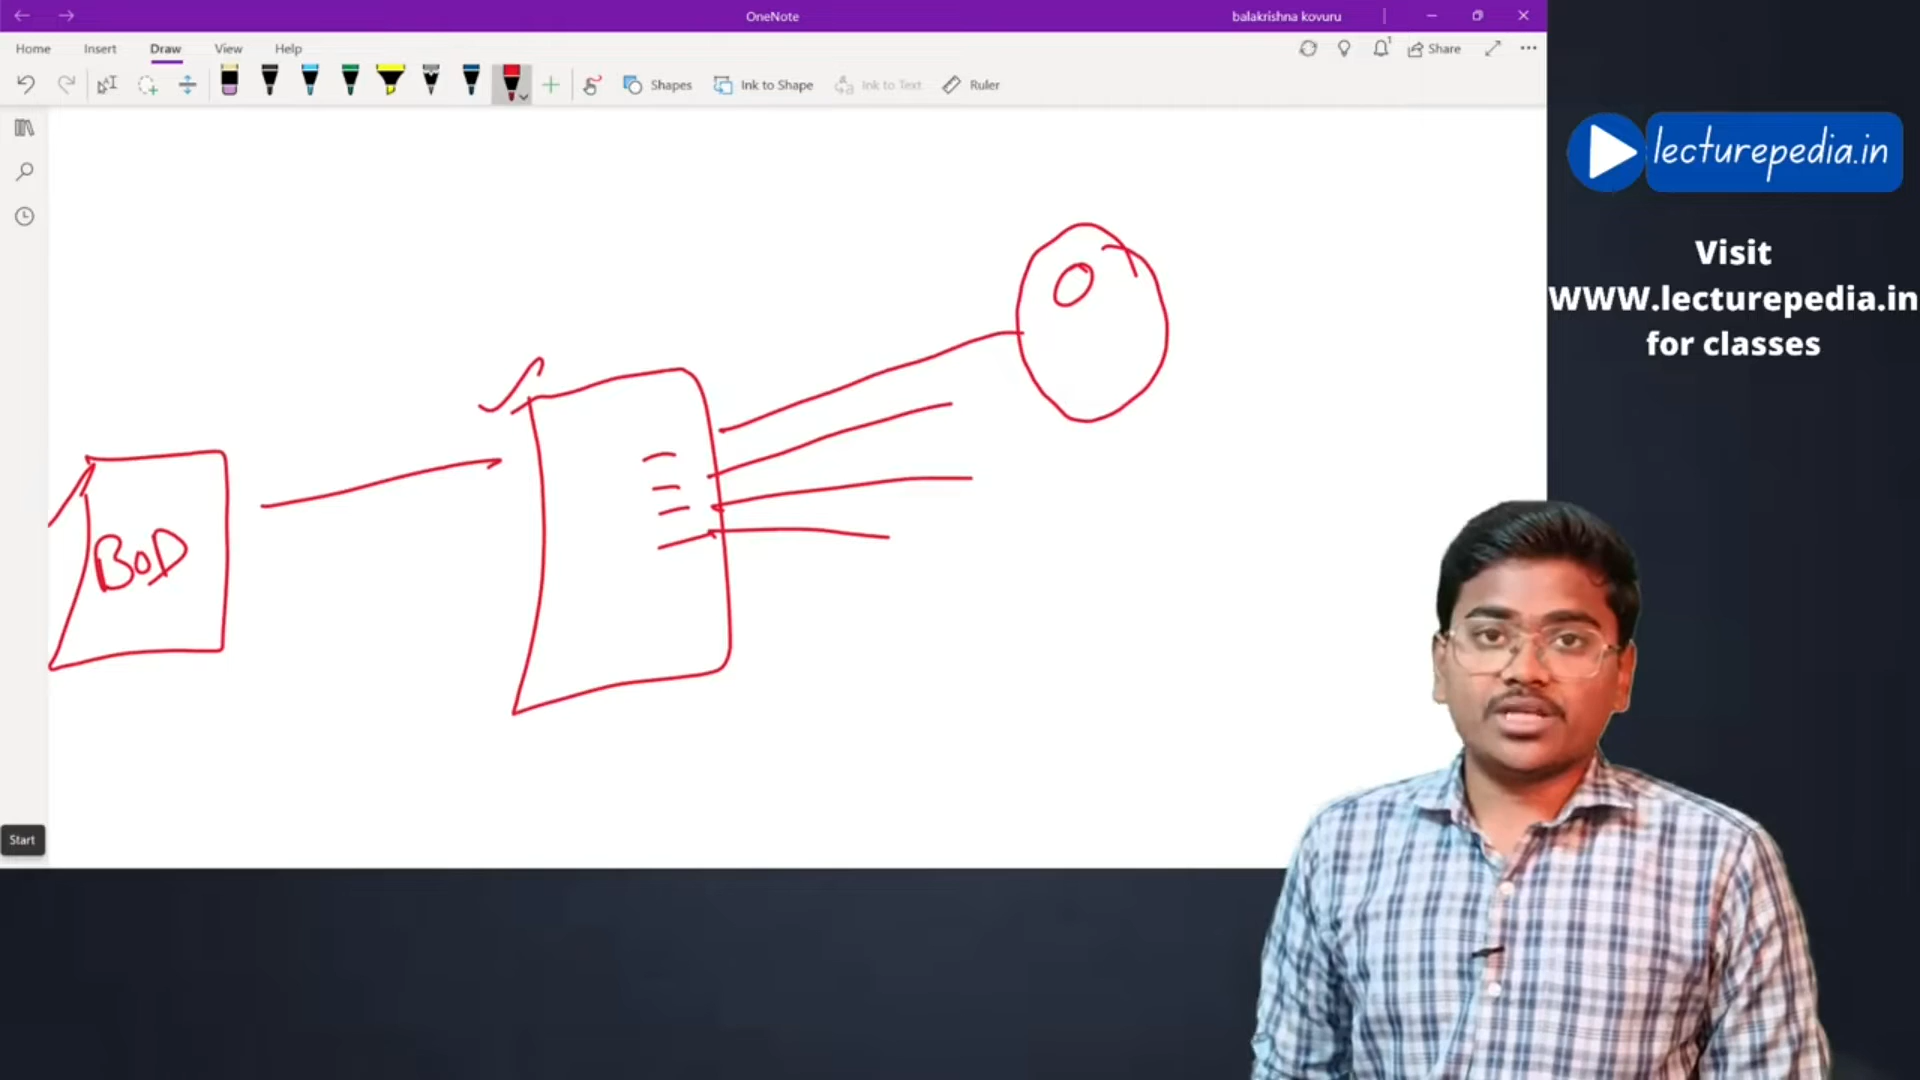 OneNote
balakrishna kovuru
Home Insert Draw View Help
1
Share
Shapes Ink to Shape Ink to Text Ruler
lecturepedia.in
Visit
WWW.lecturepedia.in
for classes
BOD
Start